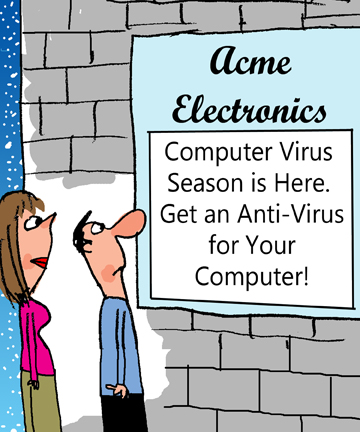 Acme
Electronics
Computer Virus
Season is Here.
Get an Anti-Virus
for Your
Computer!